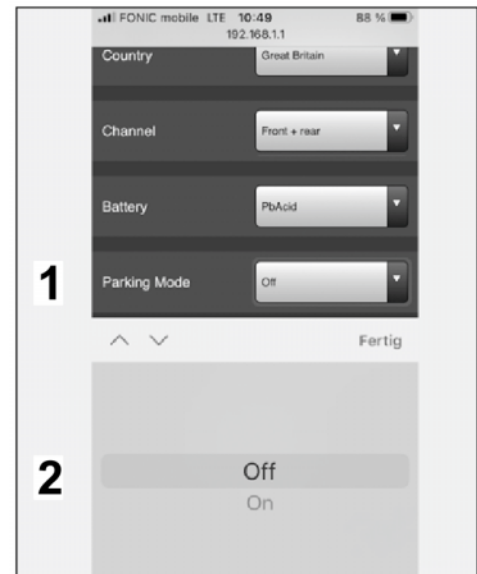 FONIC mobile LTE 10:49 88 %
192.168.1.1
Country Great Britain
Channel Front + rear
Battery PbAcid
1 Parking Mode Off
Fertig
2 Off
On